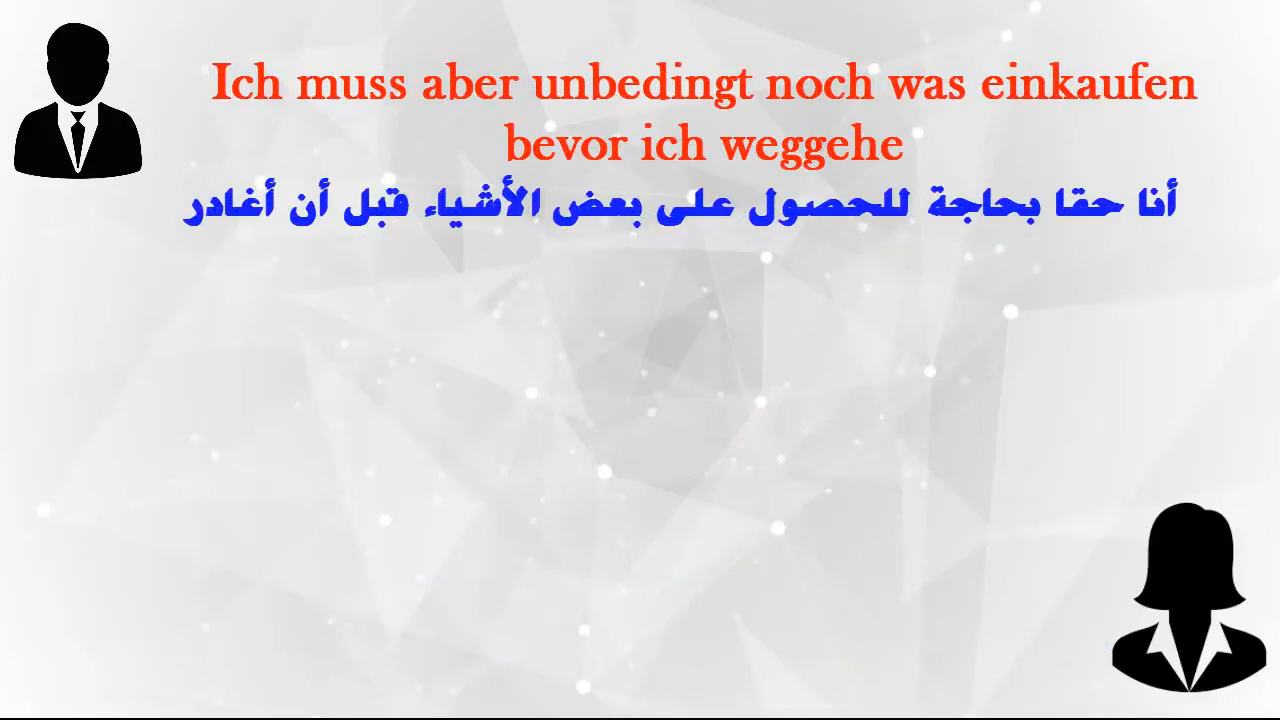 Ich muss aber unbedingt noch was einkaufen
bevor ich weggehe
أنا حقا بحاجة للحصول على بعض الأشياء قبل أن أغادر